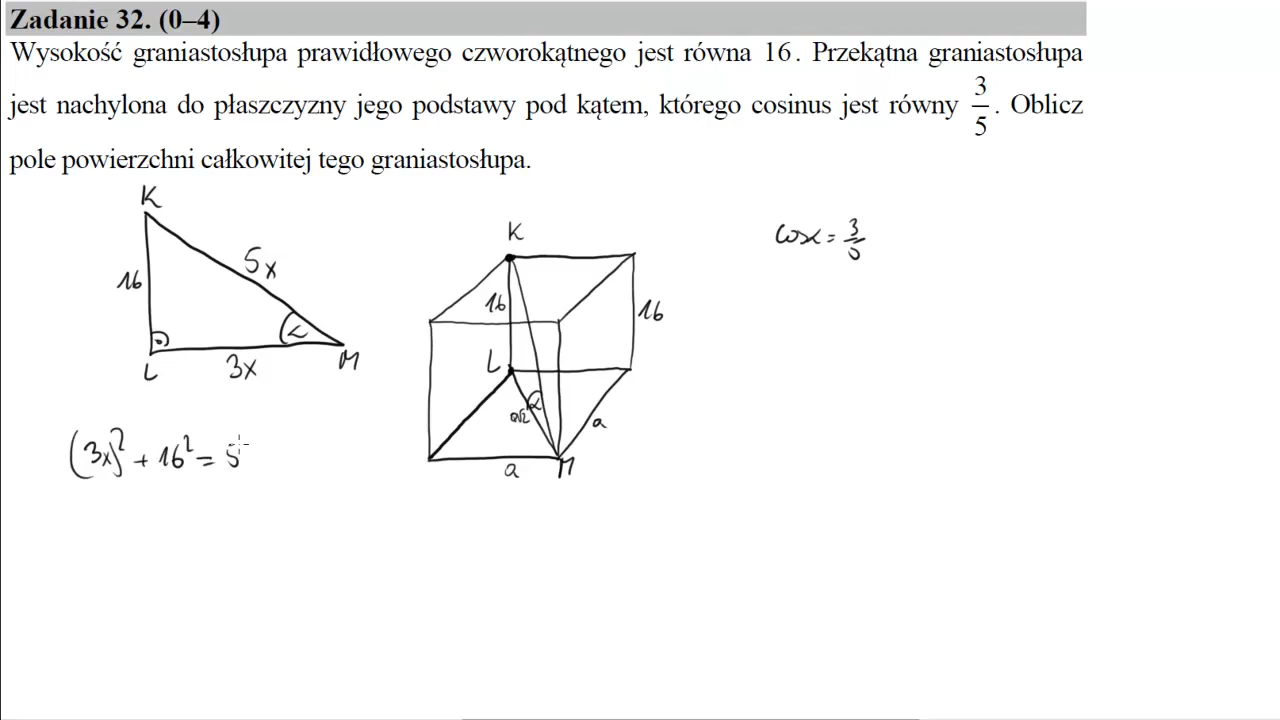 Zadanie 32. (0–4)
Wysokość graniastosłupa prawidłowego czworokątnego jest równa 16. Przekątna graniastosłupa
jest nachylona do płaszczyzny jego podstawy pod kątem, którego cosinus jest równy 3/5. Oblicz
pole powierzchni całkowitej tego graniastosłupa.
K
16
5x
α
L
3x
M
K
16
16
L
a√2
α
a
a
M
cosα = 3/5
(3x)² + 16² = 5